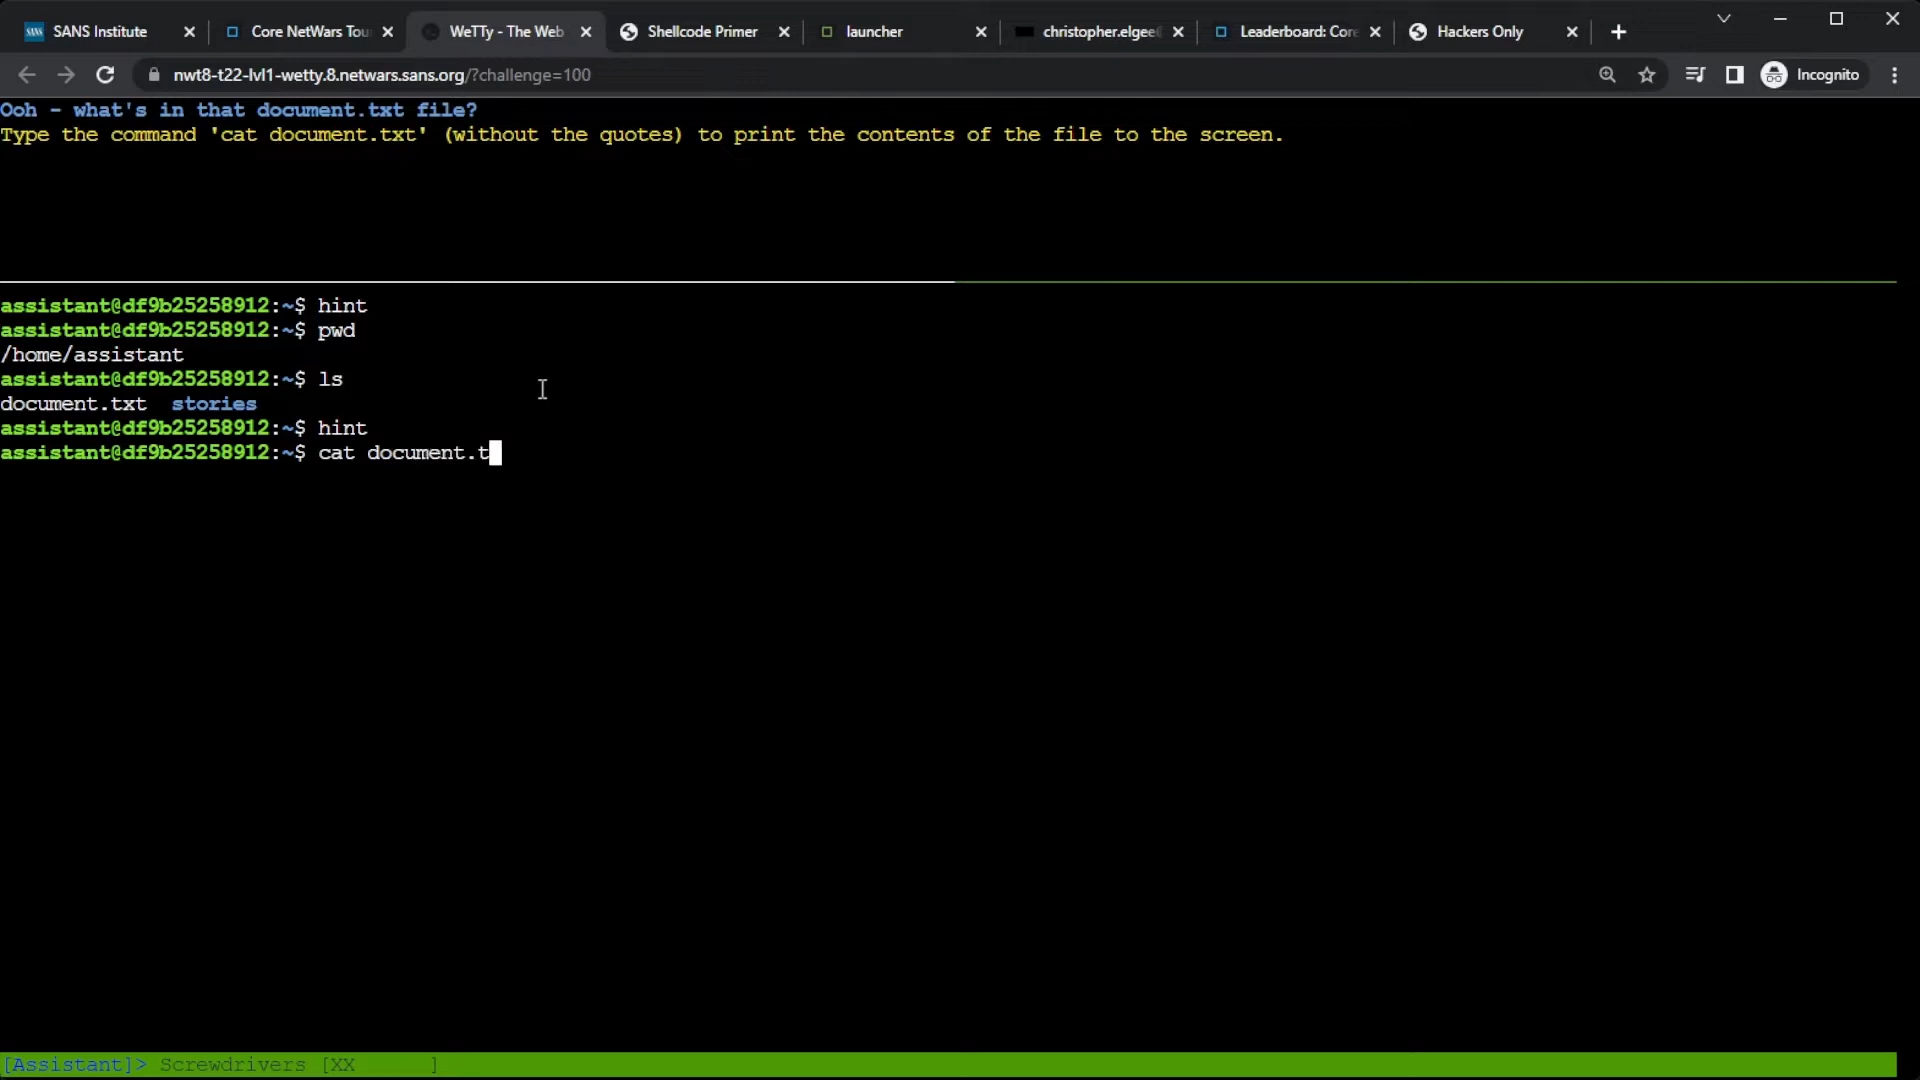 SANS Institute
Core NetWars Tou
WeTTy - The Web
Shellcode Primer
launcher
christopher.elgee
Leaderboard: Core
Hackers Only
nwt8-t22-lvl1-wetty.8.netwars.sans.org/?challenge=100
Incognito
Ooh - what's in that document.txt file?
Type the command 'cat document.txt' (without the quotes) to print the contents of the file to the screen.
assistant@df9b25258912:~$ hint
assistant@df9b25258912:~$ pwd
/home/assistant
assistant@df9b25258912:~$ ls
document.txt  stories
assistant@df9b25258912:~$ hint
assistant@df9b25258912:~$ cat document.t
[Assistant]> Screwdrivers [XX      ]